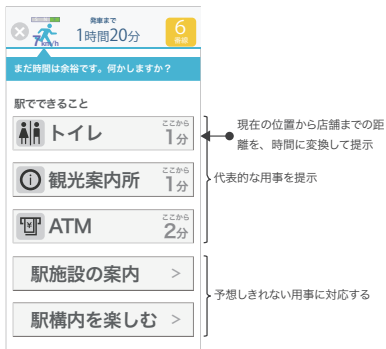 発車まで
1時間20分
7km/h
6
番線
まだ時間は余裕です。何かしますか？
駅でできること
トイレ
ここから
1分
観光案内所
ここから
1分
ATM
ここから
2分
駅施設の案内 >
駅構内を楽しむ >
現在の位置から店舗までの距
離を、時間に変換して提示
代表的な用事を提示
予想しきれない用事に対応する